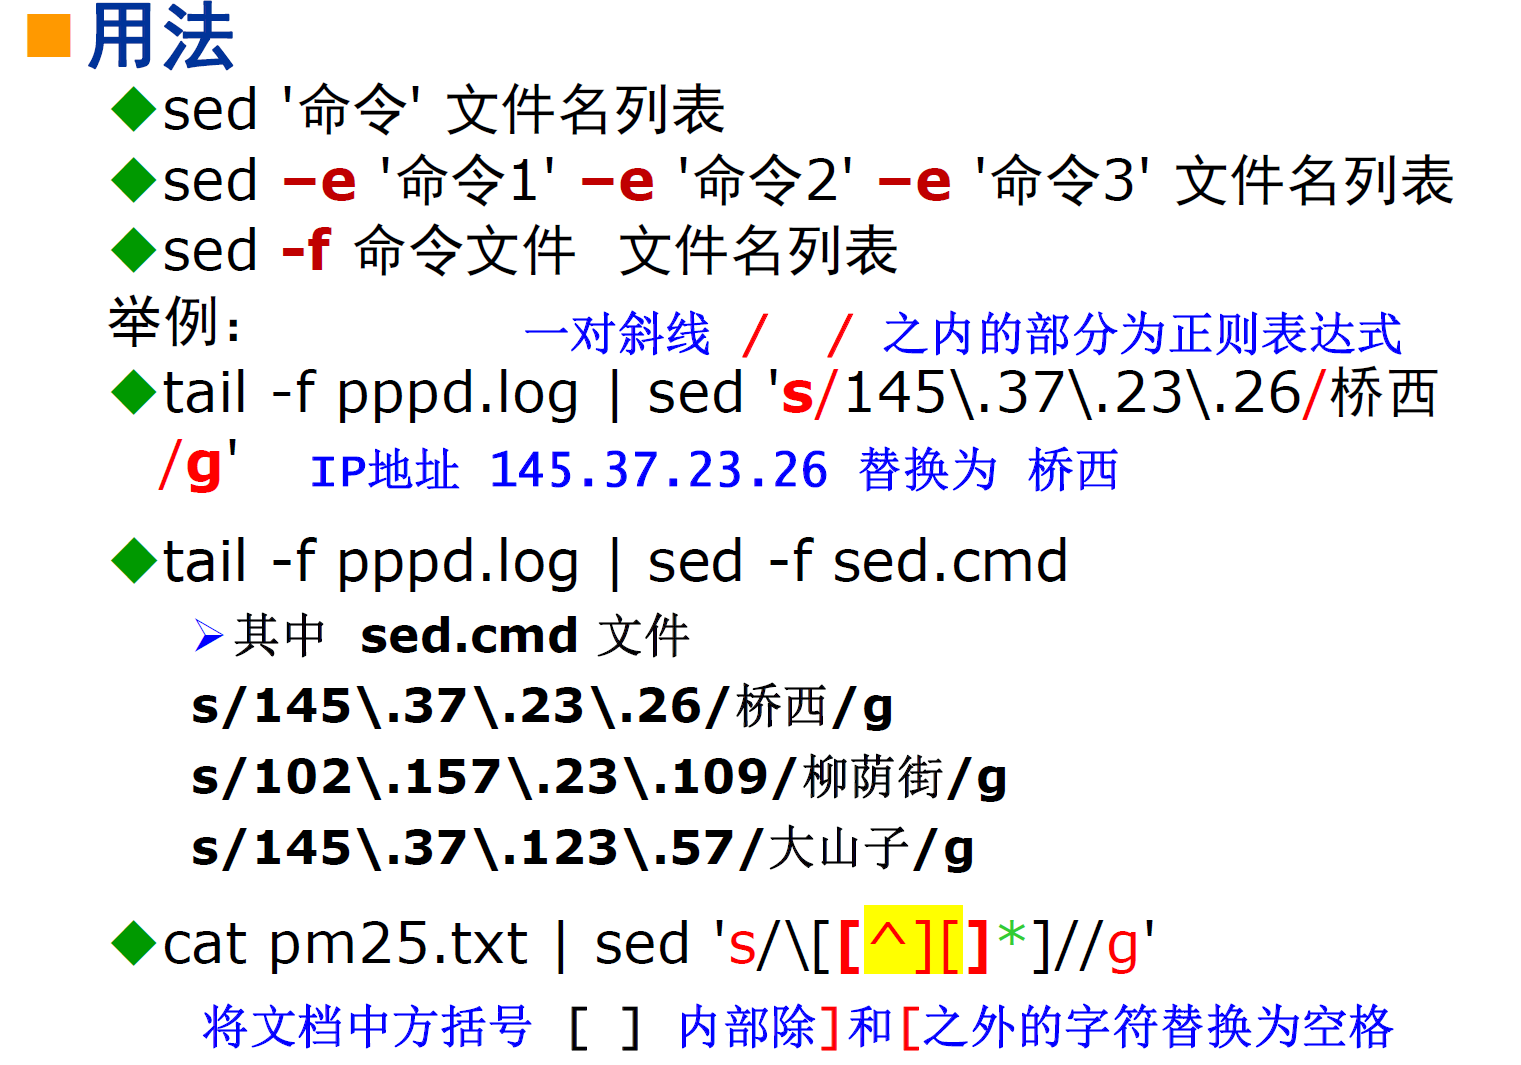 用法
sed '命令' 文件名列表
sed –e '命令1' –e '命令2' –e '命令3' 文件名列表
sed -f 命令文件 文件名列表
举例：
一对斜线 / / 之内的部分为正则表达式
tail -f pppd.log | sed 's/145\.37\.23\.26/桥西
/g'
IP地址 145.37.23.26 替换为 桥西
tail -f pppd.log | sed -f sed.cmd
其中 sed.cmd 文件
s/145\.37\.23\.26/桥西/g
s/102\.157\.23\.109/柳荫街/g
s/145\.37\.123\.57/大山子/g
cat pm25.txt | sed 's/\[[^][]*]//g'
将文档中方括号 [ ] 内部除]和[之外的字符替换为空格